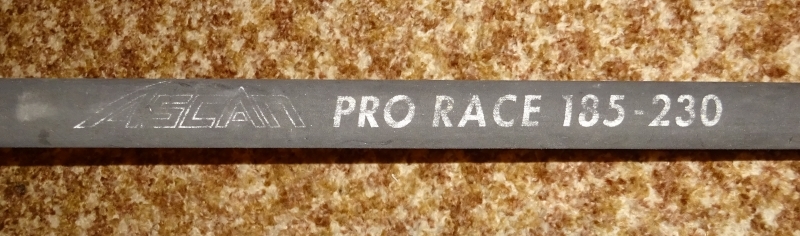 ASCAN PRO RACE 185-230